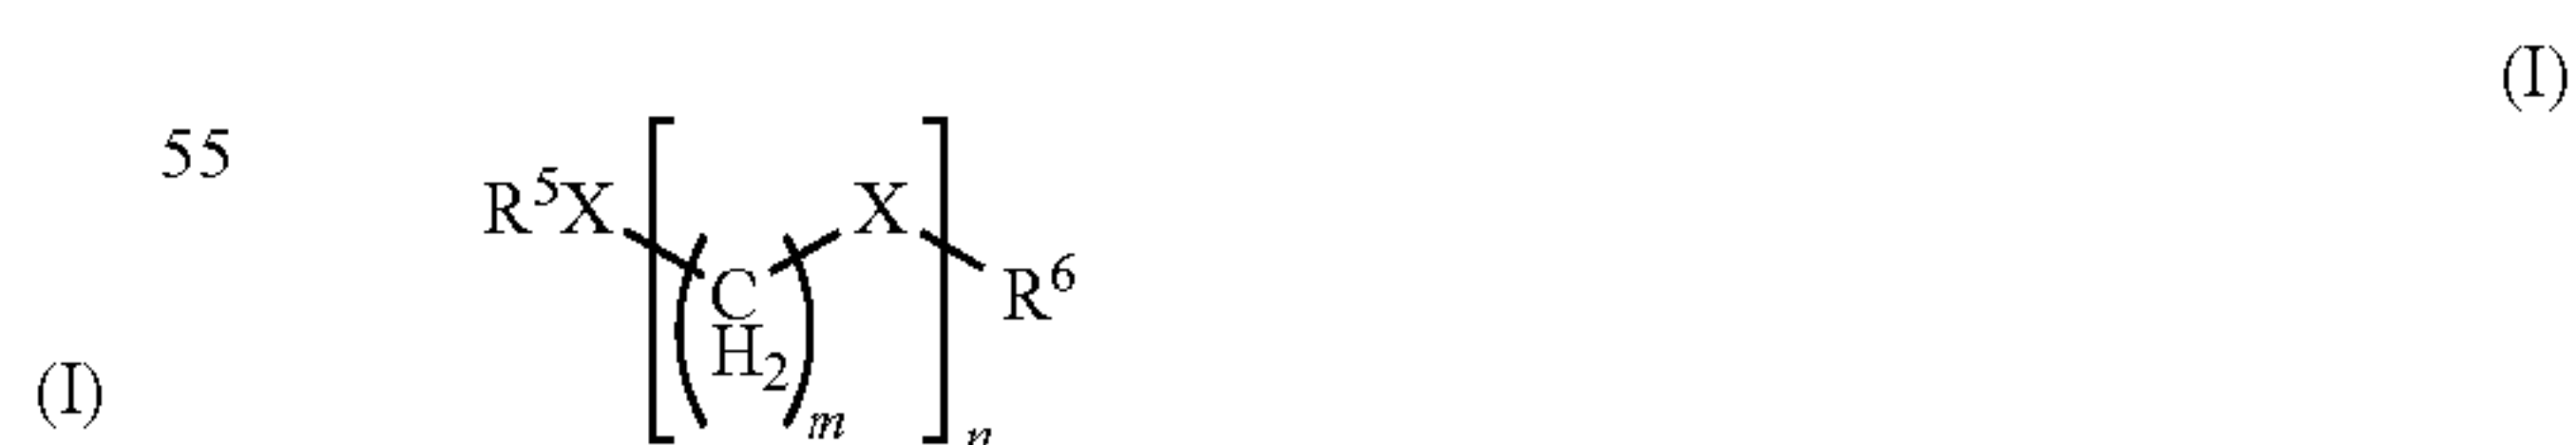 (I)
55
R⁵X X
C
H₂
R⁶
(I)
m
n